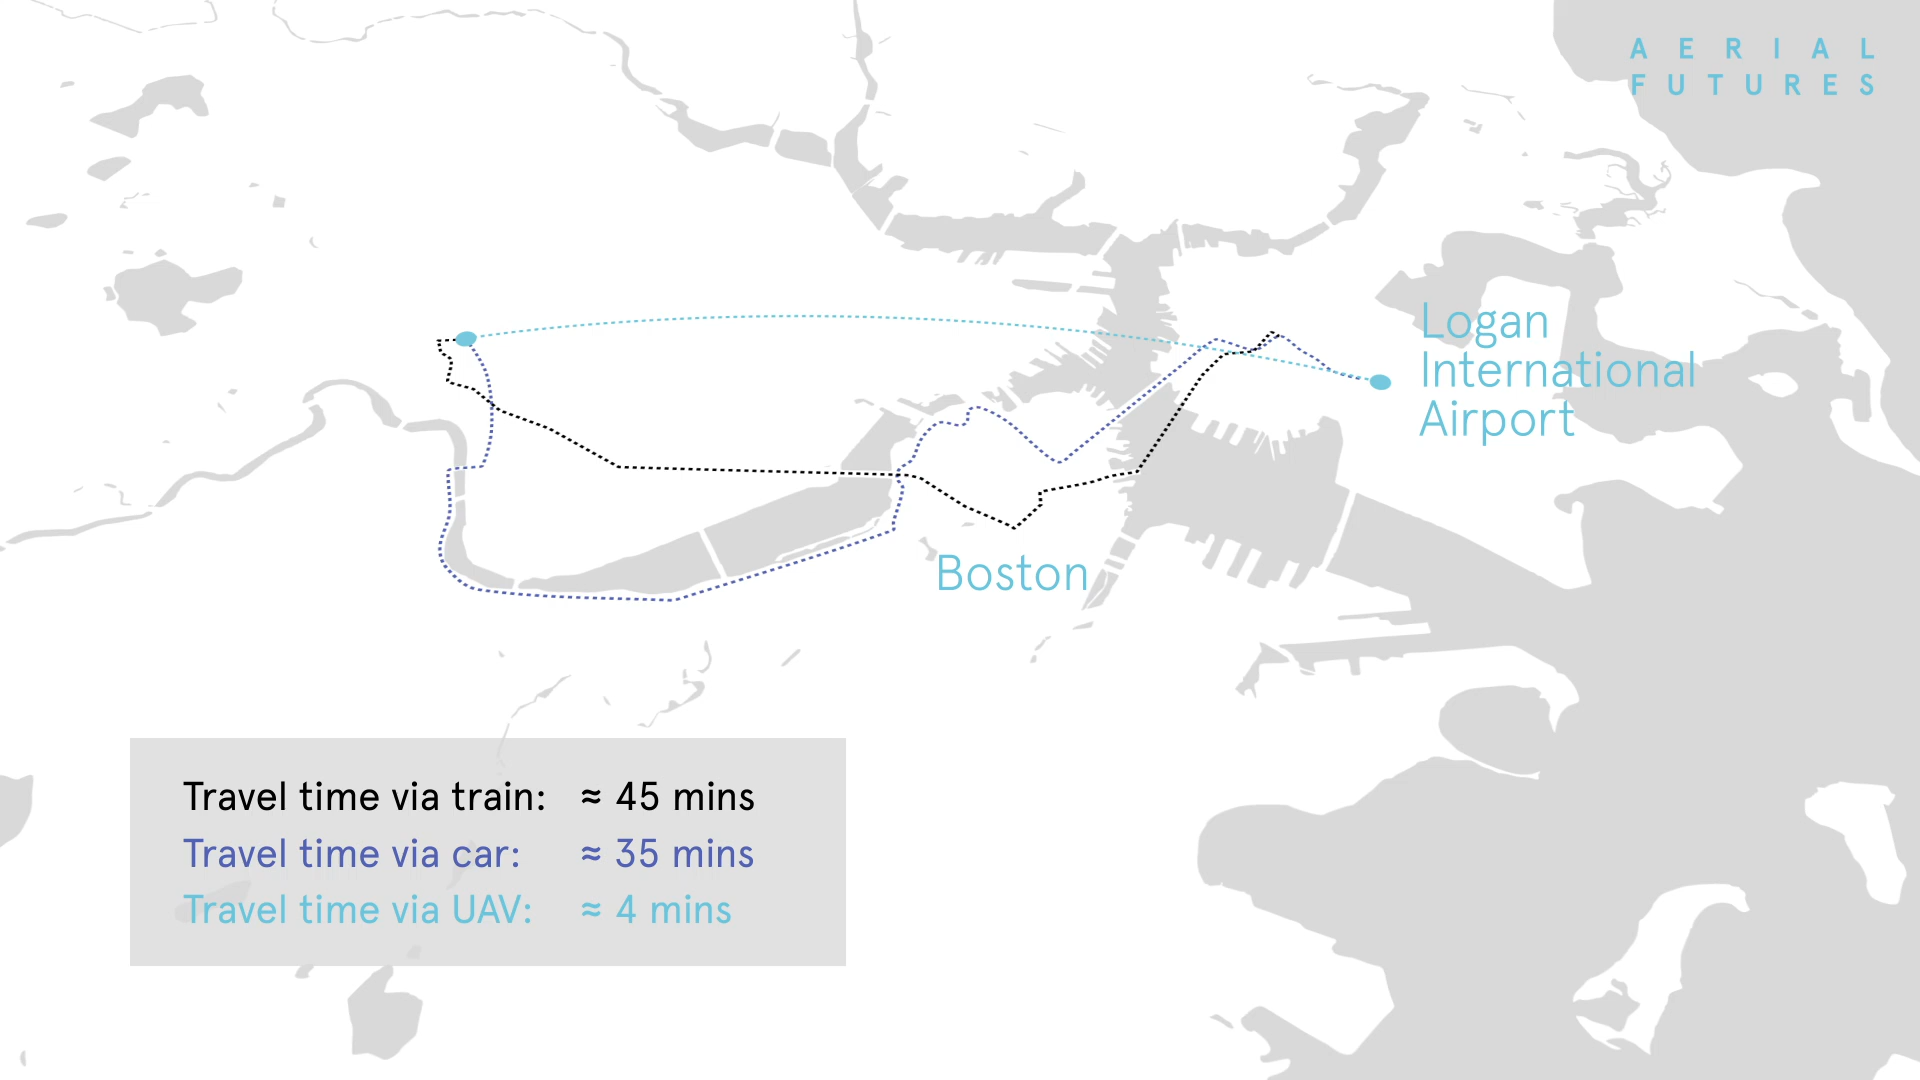 A E R I A L
F U T U R E S
Logan
International
Airport
Boston
Travel time via train: ≈ 45 mins
Travel time via car: ≈ 35 mins
Travel time via UAV: ≈ 4 mins